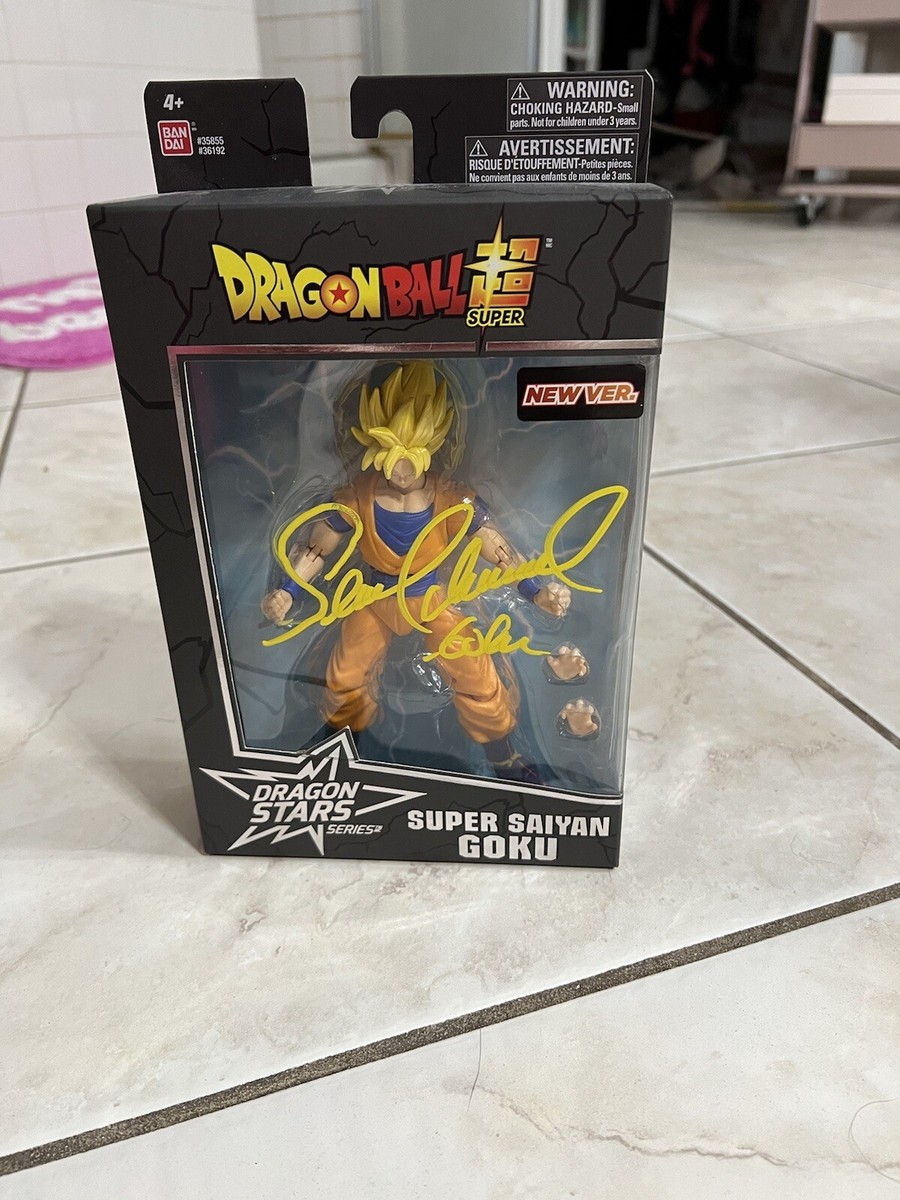 4+
BAN
DAI
#35855
#36192
WARNING:
CHOKING HAZARD-Small
parts. Not for children under 3 years.
AVERTISSEMENT:
RISQUE D'ÉTOUFFEMENT-Petites pièces.
Ne convient pas aux enfants de moins de 3 ans.
DRAGON BALL 超
SUPER
NEW VER.
Goku
DRAGON
STARS
SERIES
SUPER SAIYAN
GOKU